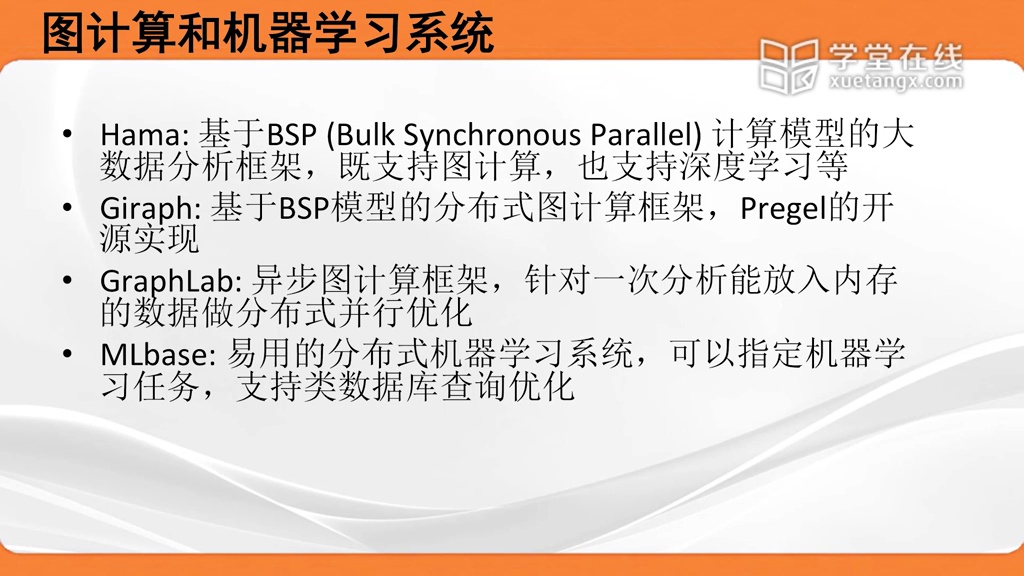 图计算和机器学习系统
学堂在线
xuetangx.com
• Hama: 基于BSP (Bulk Synchronous Parallel) 计算模型的大
数据分析框架，既支持图计算，也支持深度学习等
• Giraph: 基于BSP模型的分布式图计算框架，Pregel的开
源实现
• GraphLab: 异步图计算框架，针对一次分析能放入内存
的数据做分布式并行优化
• MLbase: 易用的分布式机器学习系统，可以指定机器学
习任务，支持类数据库查询优化